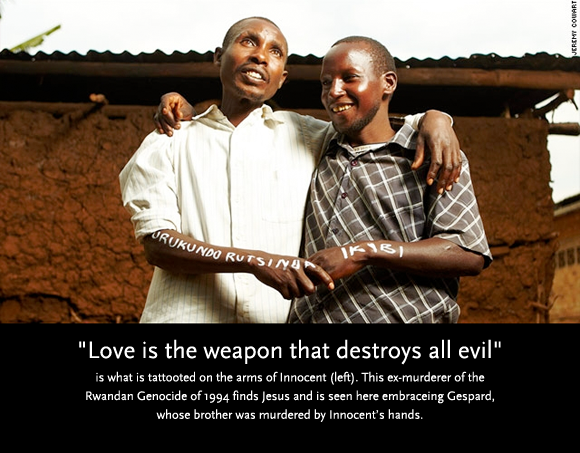 JEREMY COWART
URUKUNDO
IKIBI
"Love is the weapon that destroys all evil"
is what is tattooted on the arms of Innocent (left). This ex-murderer of the
Rwandan Genocide of 1994 finds Jesus and is seen here embraceing Gespard,
whose brother was murdered by Innocent's hands.